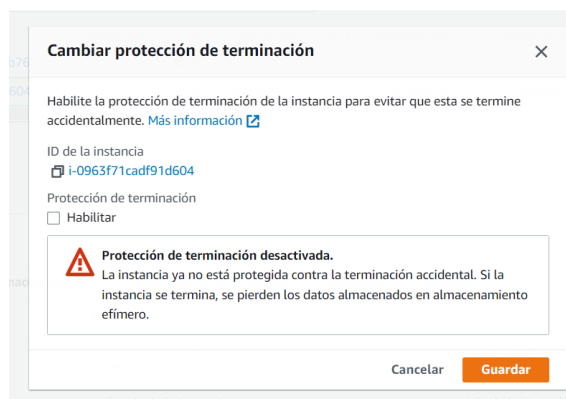 Cambiar protección de terminación
Habilite la protección de terminación de la instancia para evitar que esta se termine
accidentalmente. Más información
ID de la instancia
i-0963f71cadf91d604
Protección de terminación
Habilitar
Protección de terminación desactivada.
La instancia ya no está protegida contra la terminación accidental. Si la
instancia se termina, se pierden los datos almacenados en almacenamiento
efímero.
Cancelar Guardar